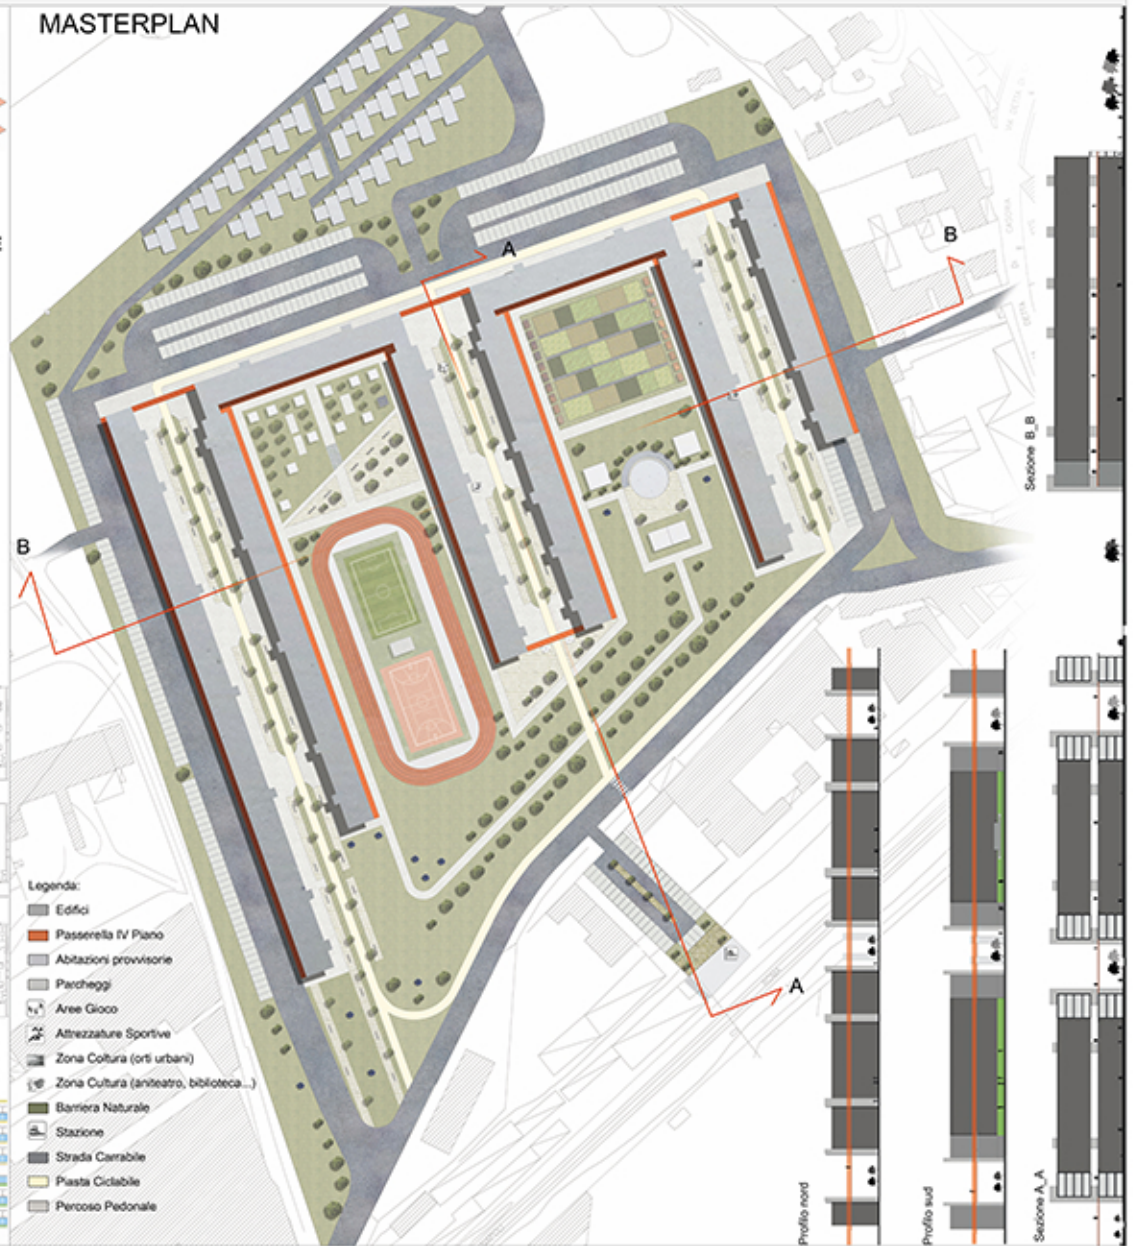 MASTERPLAN
A
B
B
A
Sezione B_B
Legenda:
Edifici
Passerella IV Piano
Abitazioni provvisorie
Parcheggi
Aree Gioco
Attrezzature Sportive
Zona Coltura (orti urbani)
Zona Cultura (aniteatro, biblioteca...)
Barriera Naturale
Stazione
Strada Carrabile
Piasta Ciclabile
Percoso Pedonale
Profilo nord
Profilo sud
Sezione A_A